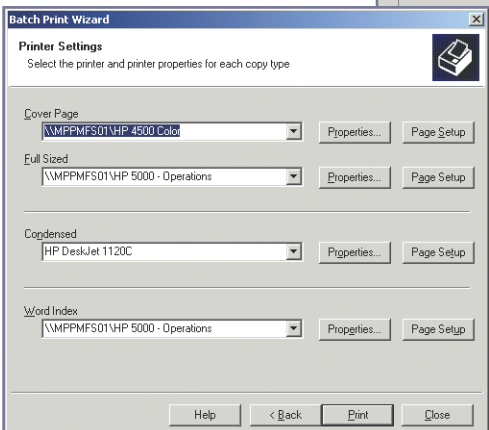 Batch Print Wizard
Printer Settings
Select the printer and printer properties for each copy type
Cover Page
\\MPPMFS01\HP 4500 Color Properties... Page Setup
Full Sized
\\MPPMFS01\HP 5000 - Operations Properties... Page Setup
Condensed
HP DeskJet 1120C Properties... Page Setup
Word Index
\\MPPMFS01\HP 5000 - Operations Properties... Page Setup
Help < Back Print Close